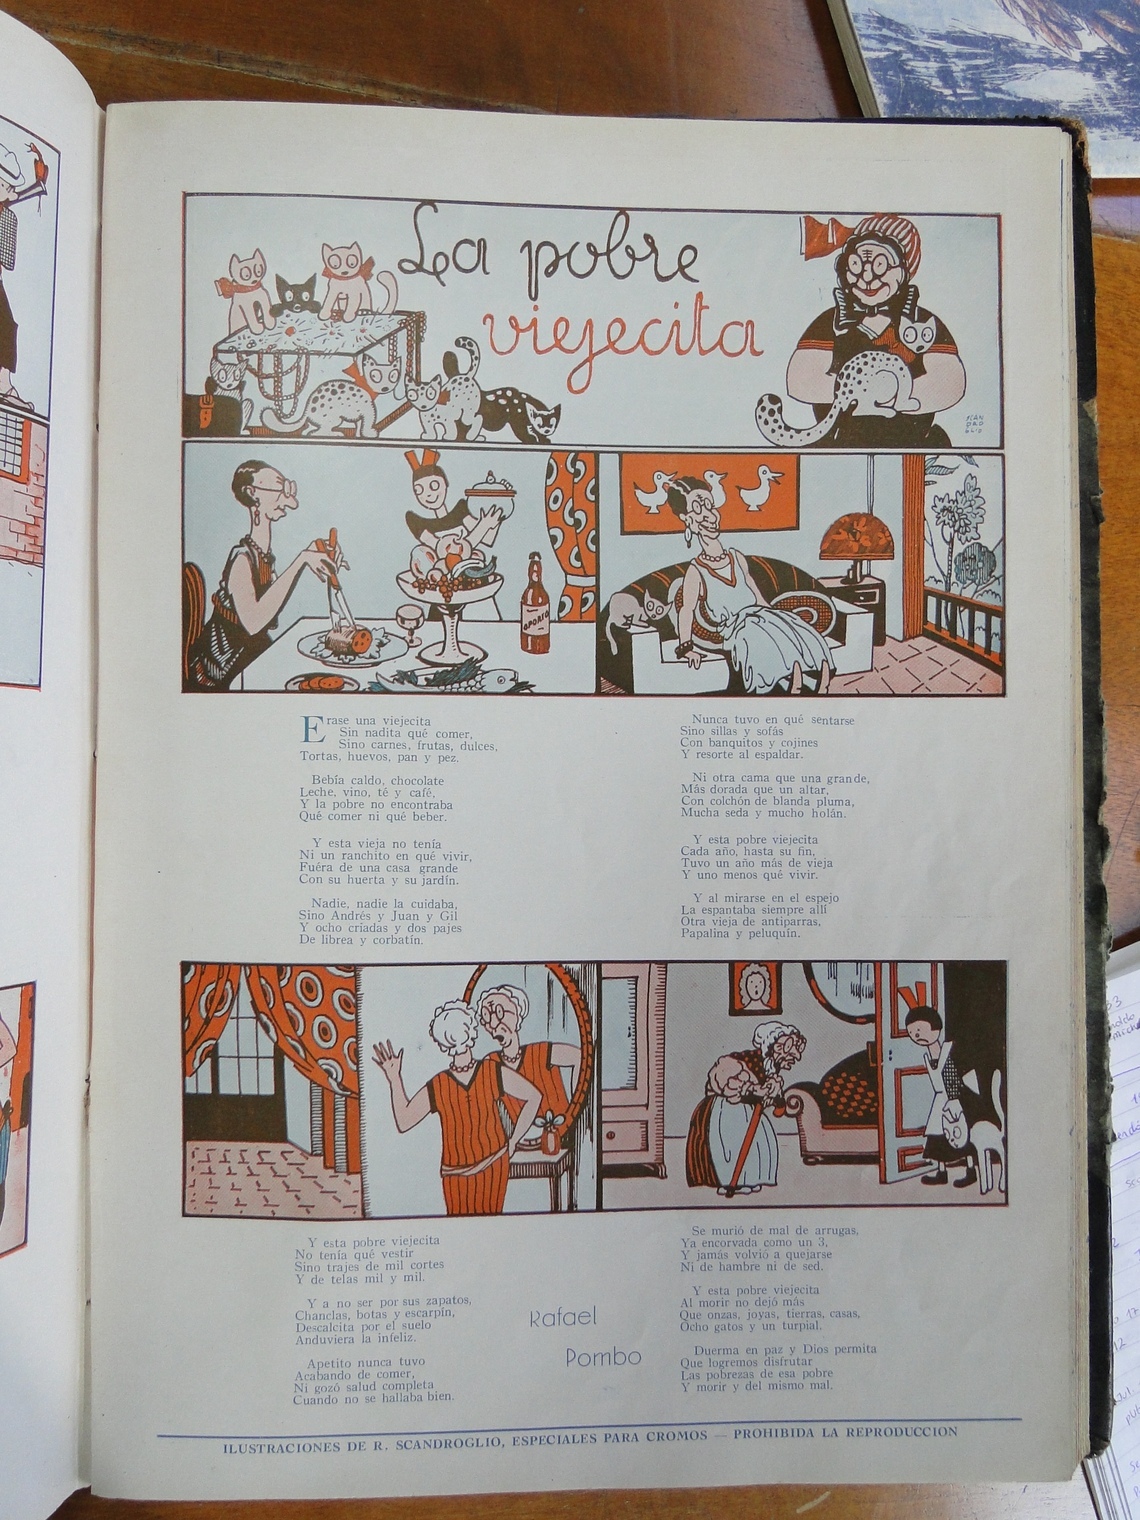 La pobre
viejecita
SCAN
DRO
GLIO
OPORTO
Erase una viejecita
Sin nadita qué comer,
Sino carnes, frutas, dulces,
Tortas, huevos, pan y pez.
Bebía caldo, chocolate
Leche, vino, té y café,
Y la pobre no encontraba
Qué comer ni qué beber.
Y esta vieja no tenía
Ni un ranchito en qué vivir,
Fuéra de una casa grande
Con su huerta y su jardín.
Nadie, nadie la cuidaba,
Sino Andrés y Juan y Gil
Y ocho criadas y dos pajes
De librea y corbatín.
Nunca tuvo en qué sentarse
Sino sillas y sofás
Con banquitos y cojines
Y resorte al espaldar.
Ni otra cama que una grande,
Más dorada que un altar,
Con colchón de blanda pluma,
Mucha seda y mucho holán.
Y esta pobre viejecita
Cada año, hasta su fin,
Tuvo un año más de vieja
Y uno menos qué vivir.
Y al mirarse en el espejo
La espantaba siempre allí
Otra vieja de antiparras,
Papalina y peluquín.
Y esta pobre viejecita
No tenía qué vestir
Sino trajes de mil cortes
Y de telas mil y mil.
Y a no ser por sus zapatos,
Chanclas, botas y escarpín,
Descalcita por el suelo
Anduviera la infeliz.
Apetito nunca tuvo
Acabando de comer,
Ni gozó salud completa
Cuando no se hallaba bien.
Rafael
Pombo
Se murió de mal de arrugas,
Ya encorvada como un 3,
Y jamás volvió a quejarse
Ni de hambre ni de sed.
Y esta pobre viejecita
Al morir no dejó más
Que onzas, joyas, tierras, casas,
Ocho gatos y un turpial.
Duerma en paz y Dios permita
Que logremos disfrutar
Las pobrezas de esa pobre
Y morir y del mismo mal.
ILUSTRACIONES DE R. SCANDROGLIO, ESPECIALES PARA CROMOS — PROHIBIDA LA REPRODUCCION